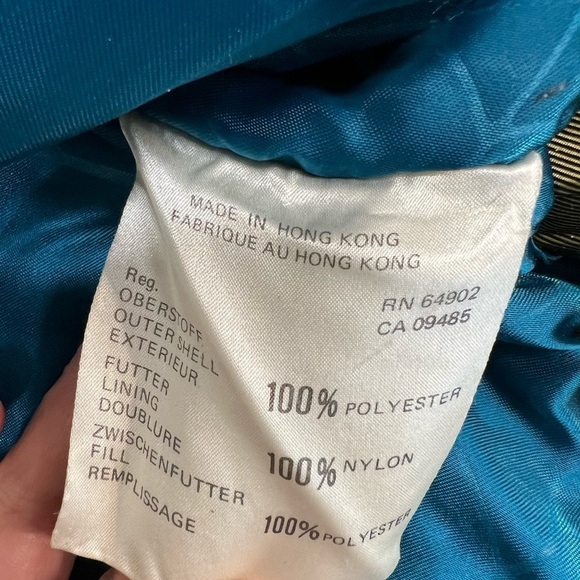 MADE IN HONG KONG
FABRIQUE AU HONG KONG
RN 64902
CA 09485
Reg.
OBERSTOFF
OUTER SHELL
EXTERIEUR
100% POLYESTER
FUTTER
LINING
DOUBLURE
100% NYLON
ZWISCHENFUTTER
FILL
REMPLISSAGE
100% POLYESTER